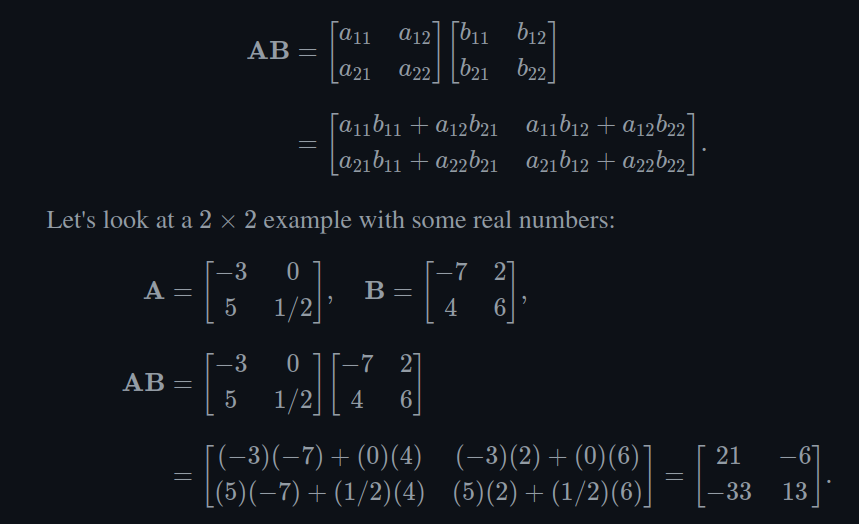 AB = [a₁₁ a₁₂; a₂₁ a₂₂] [b₁₁ b₁₂; b₂₁ b₂₂]
= [a₁₁b₁₁ + a₁₂b₂₁ a₁₁b₁₂ + a₁₂b₂₂; a₂₁b₁₁ + a₂₂b₂₁ a₂₁b₁₂ + a₂₂b₂₂].
Let's look at a 2 × 2 example with some real numbers:
A = [−3 0; 5 1/2], B = [−7 2; 4 6],
AB = [−3 0; 5 1/2] [−7 2; 4 6]
= [(−3)(−7) + (0)(4) (−3)(2) + (0)(6); (5)(−7) + (1/2)(4) (5)(2) + (1/2)(6)] = [21 −6; −33 13].